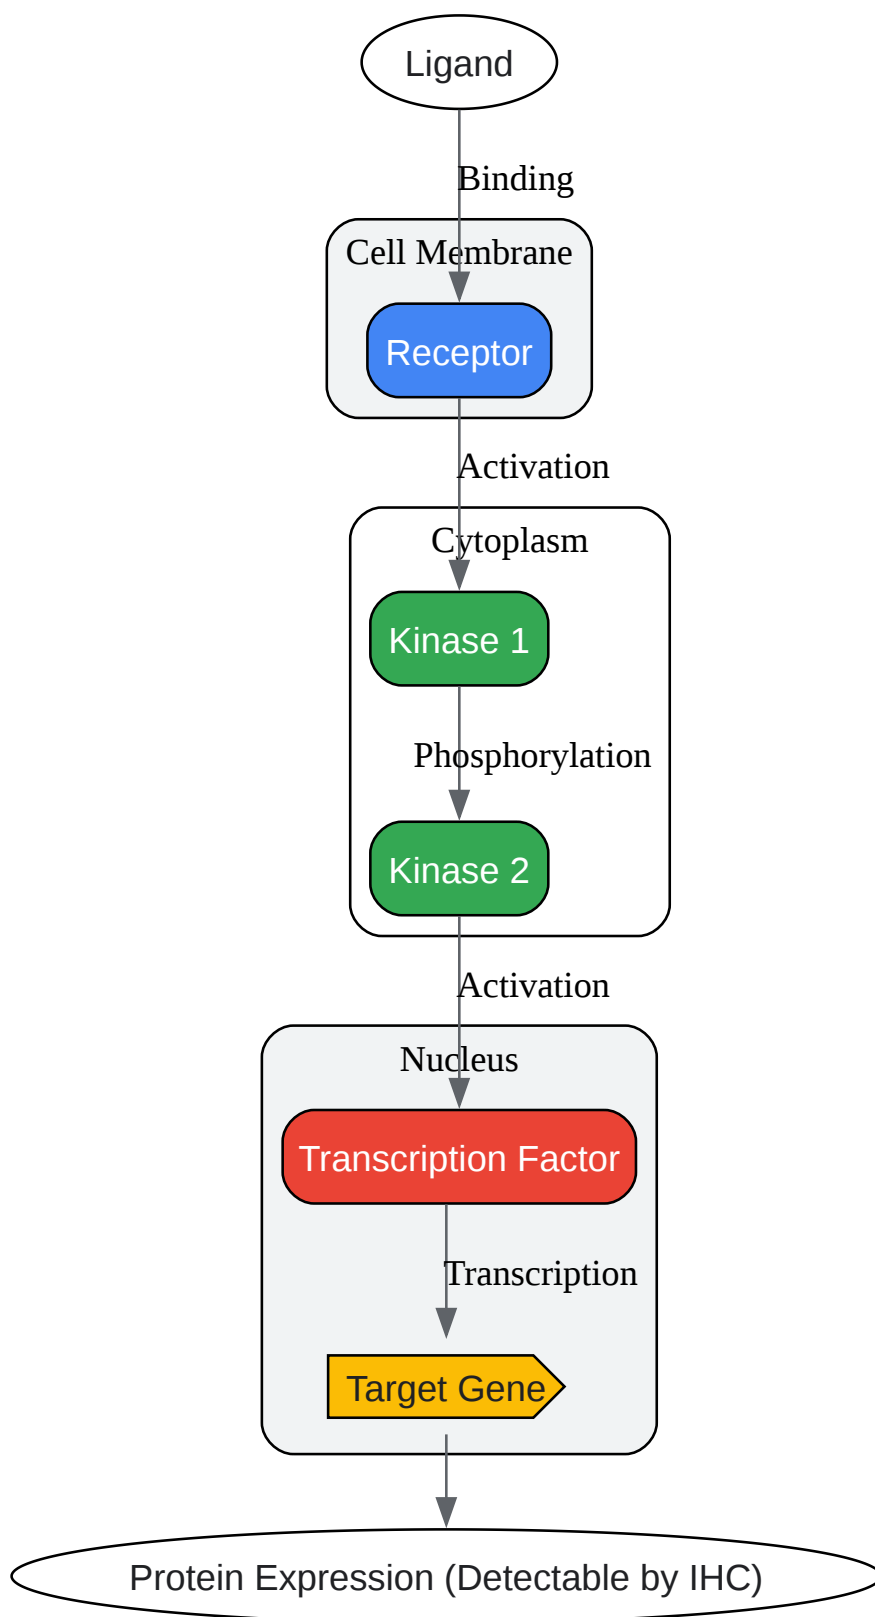 Ligand
Binding
Cell Membrane
Receptor
Activation
Cytoplasm
Kinase 1
Phosphorylation
Kinase 2
Activation
Nucleus
Transcription Factor
Transcription
Target Gene
Protein Expression (Detectable by IHC)